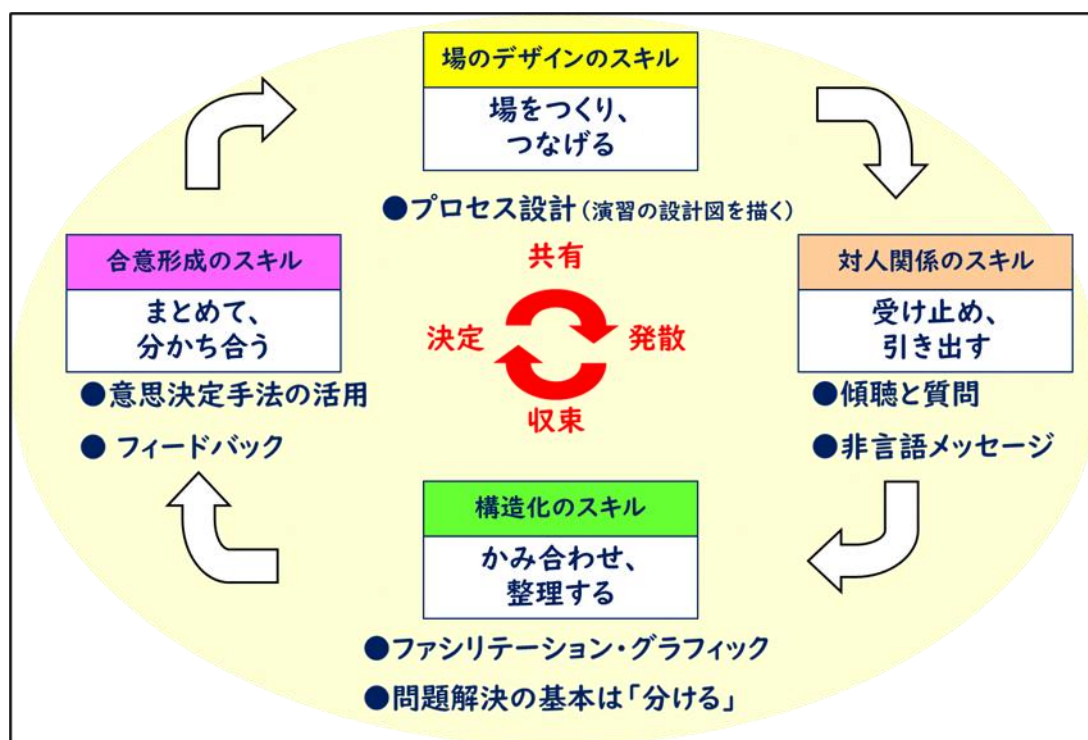 場のデザインのスキル
場をつくり、
つなげる
●プロセス設計(演習の設計図を描く)
合意形成のスキル
まとめて、
分かち合う
●意思決定手法の活用
● フィードバック
共有
決定
発散
収束
対人関係のスキル
受け止め、
引き出す
●傾聴と質問
●非言語メッセージ
構造化のスキル
かみ合わせ、
整理する
●ファシリテーション・グラフィック
●問題解決の基本は「分ける」